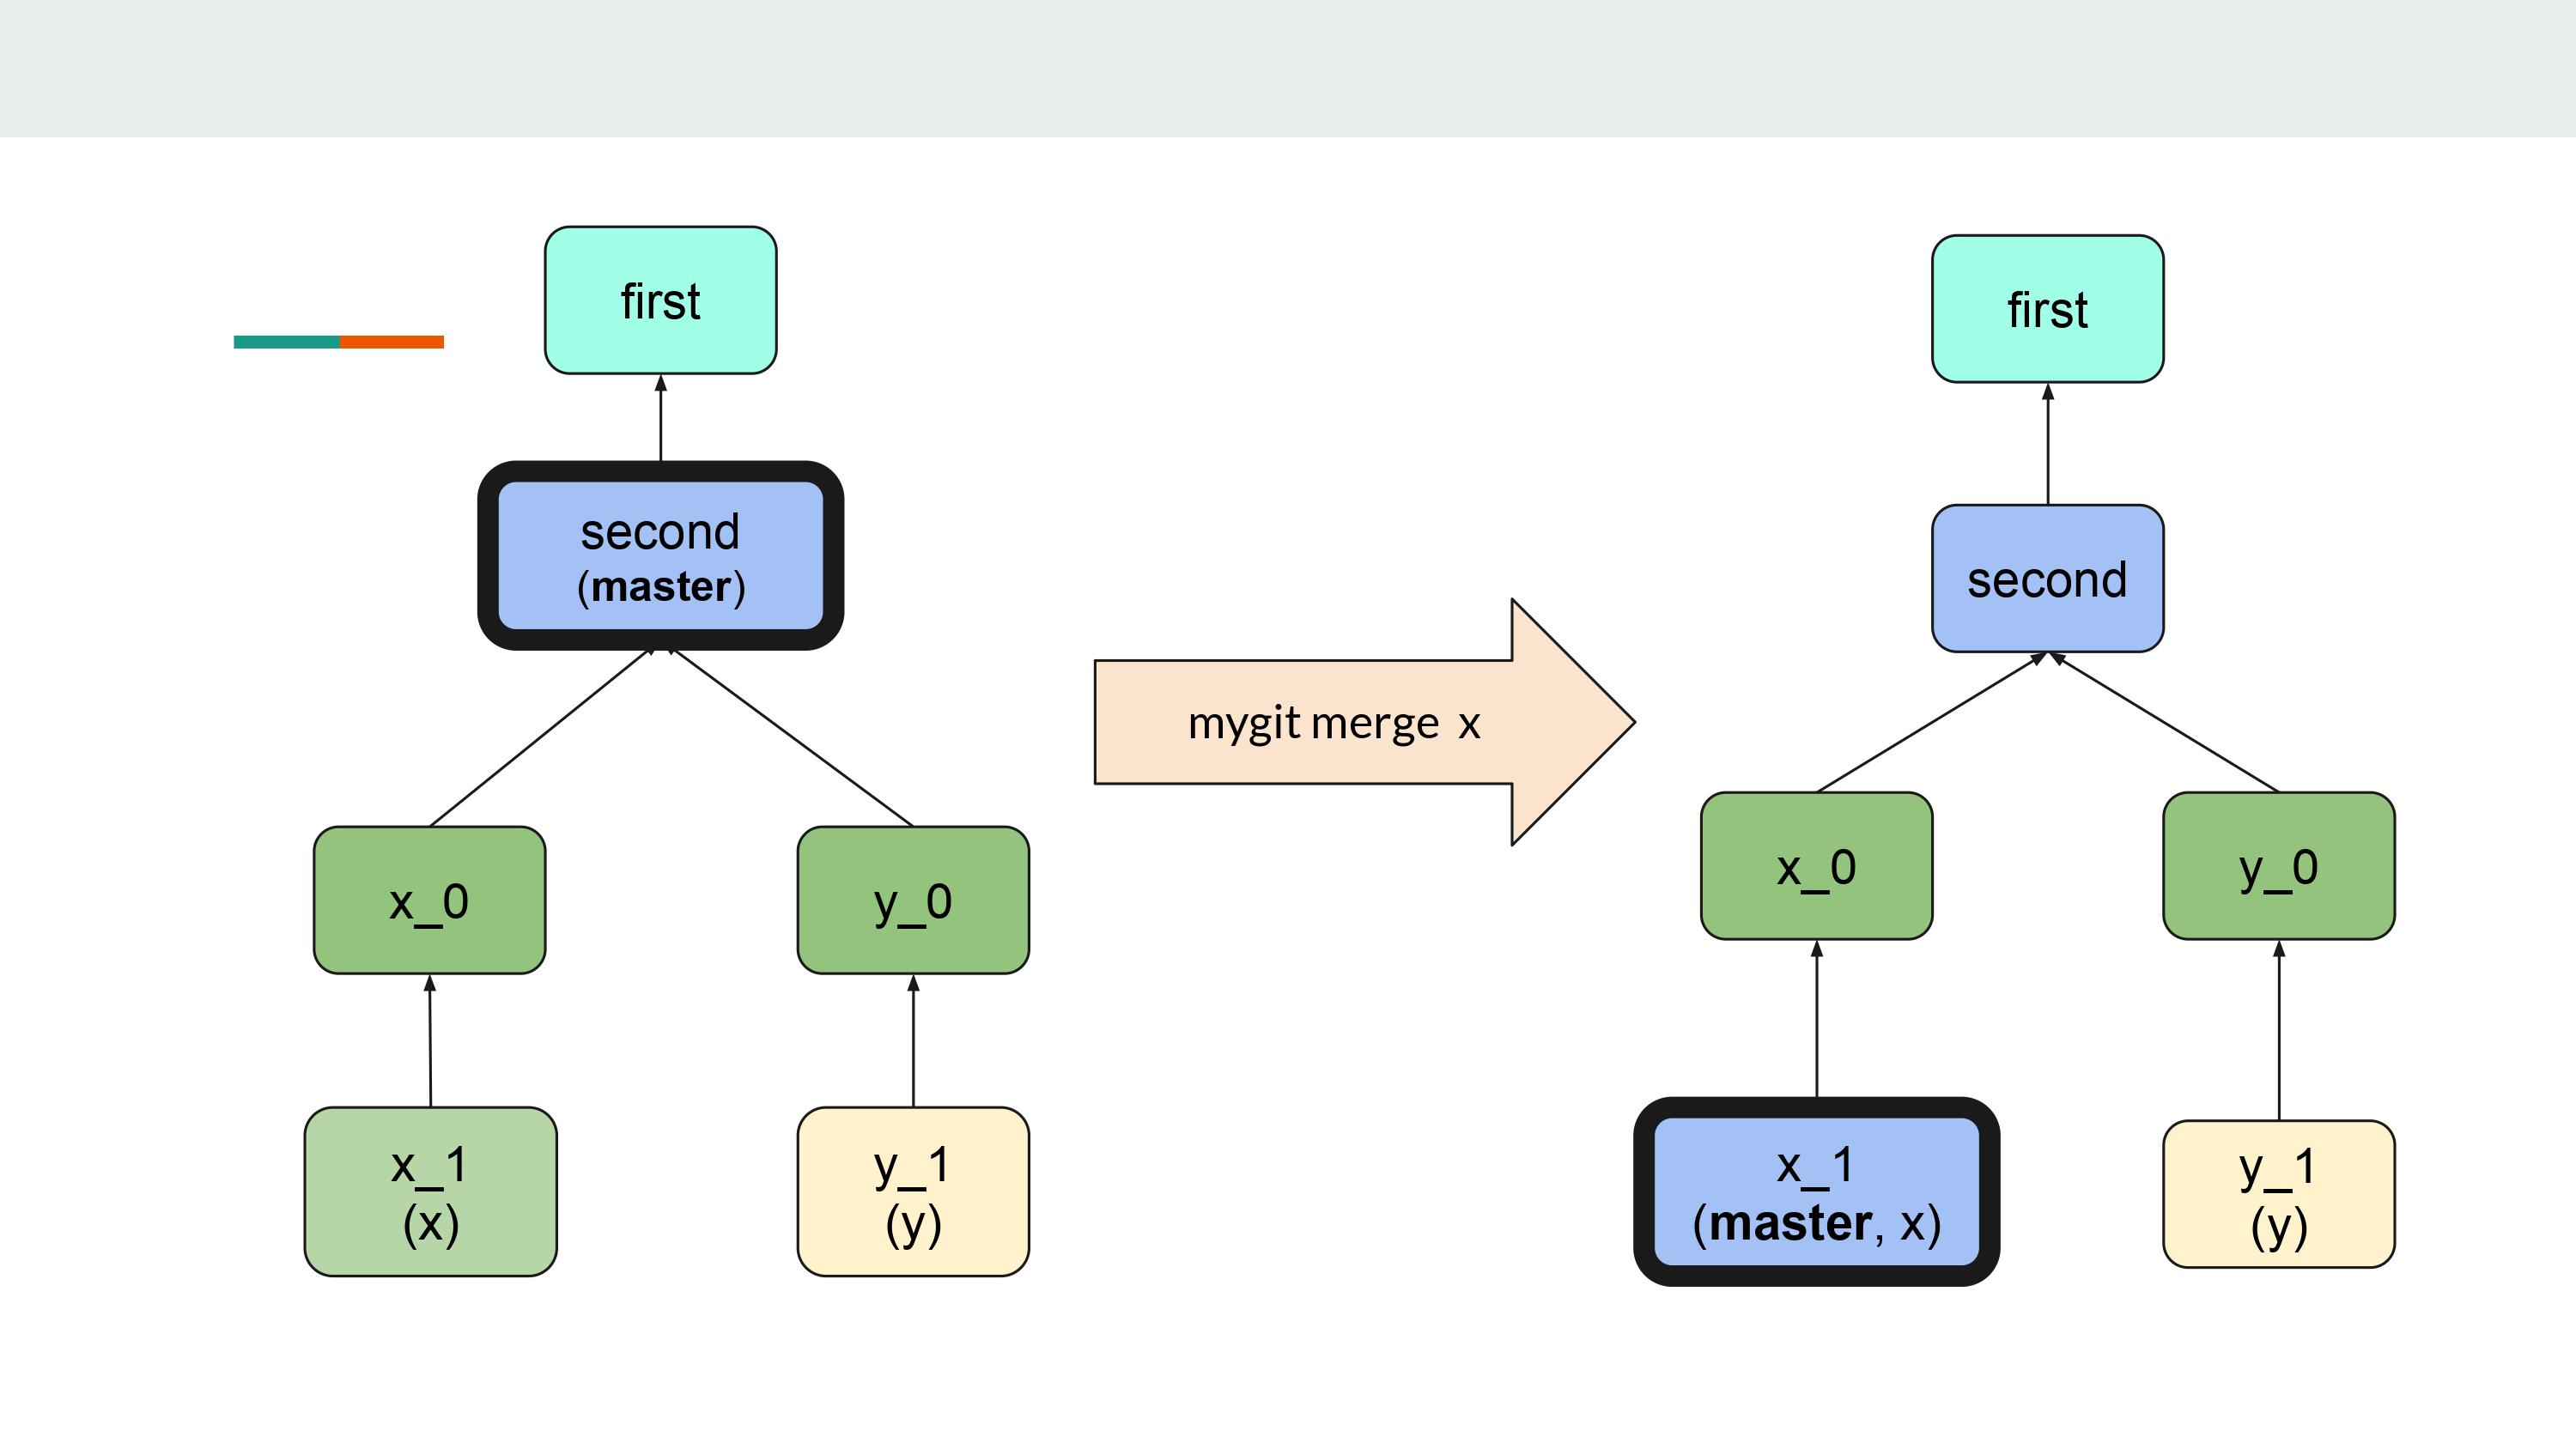 first
second
(master)
x_0
y_0
x_1
(x)
y_1
(y)
mygit merge x
first
second
x_0
y_0
x_1
(master, x)
y_1
(y)